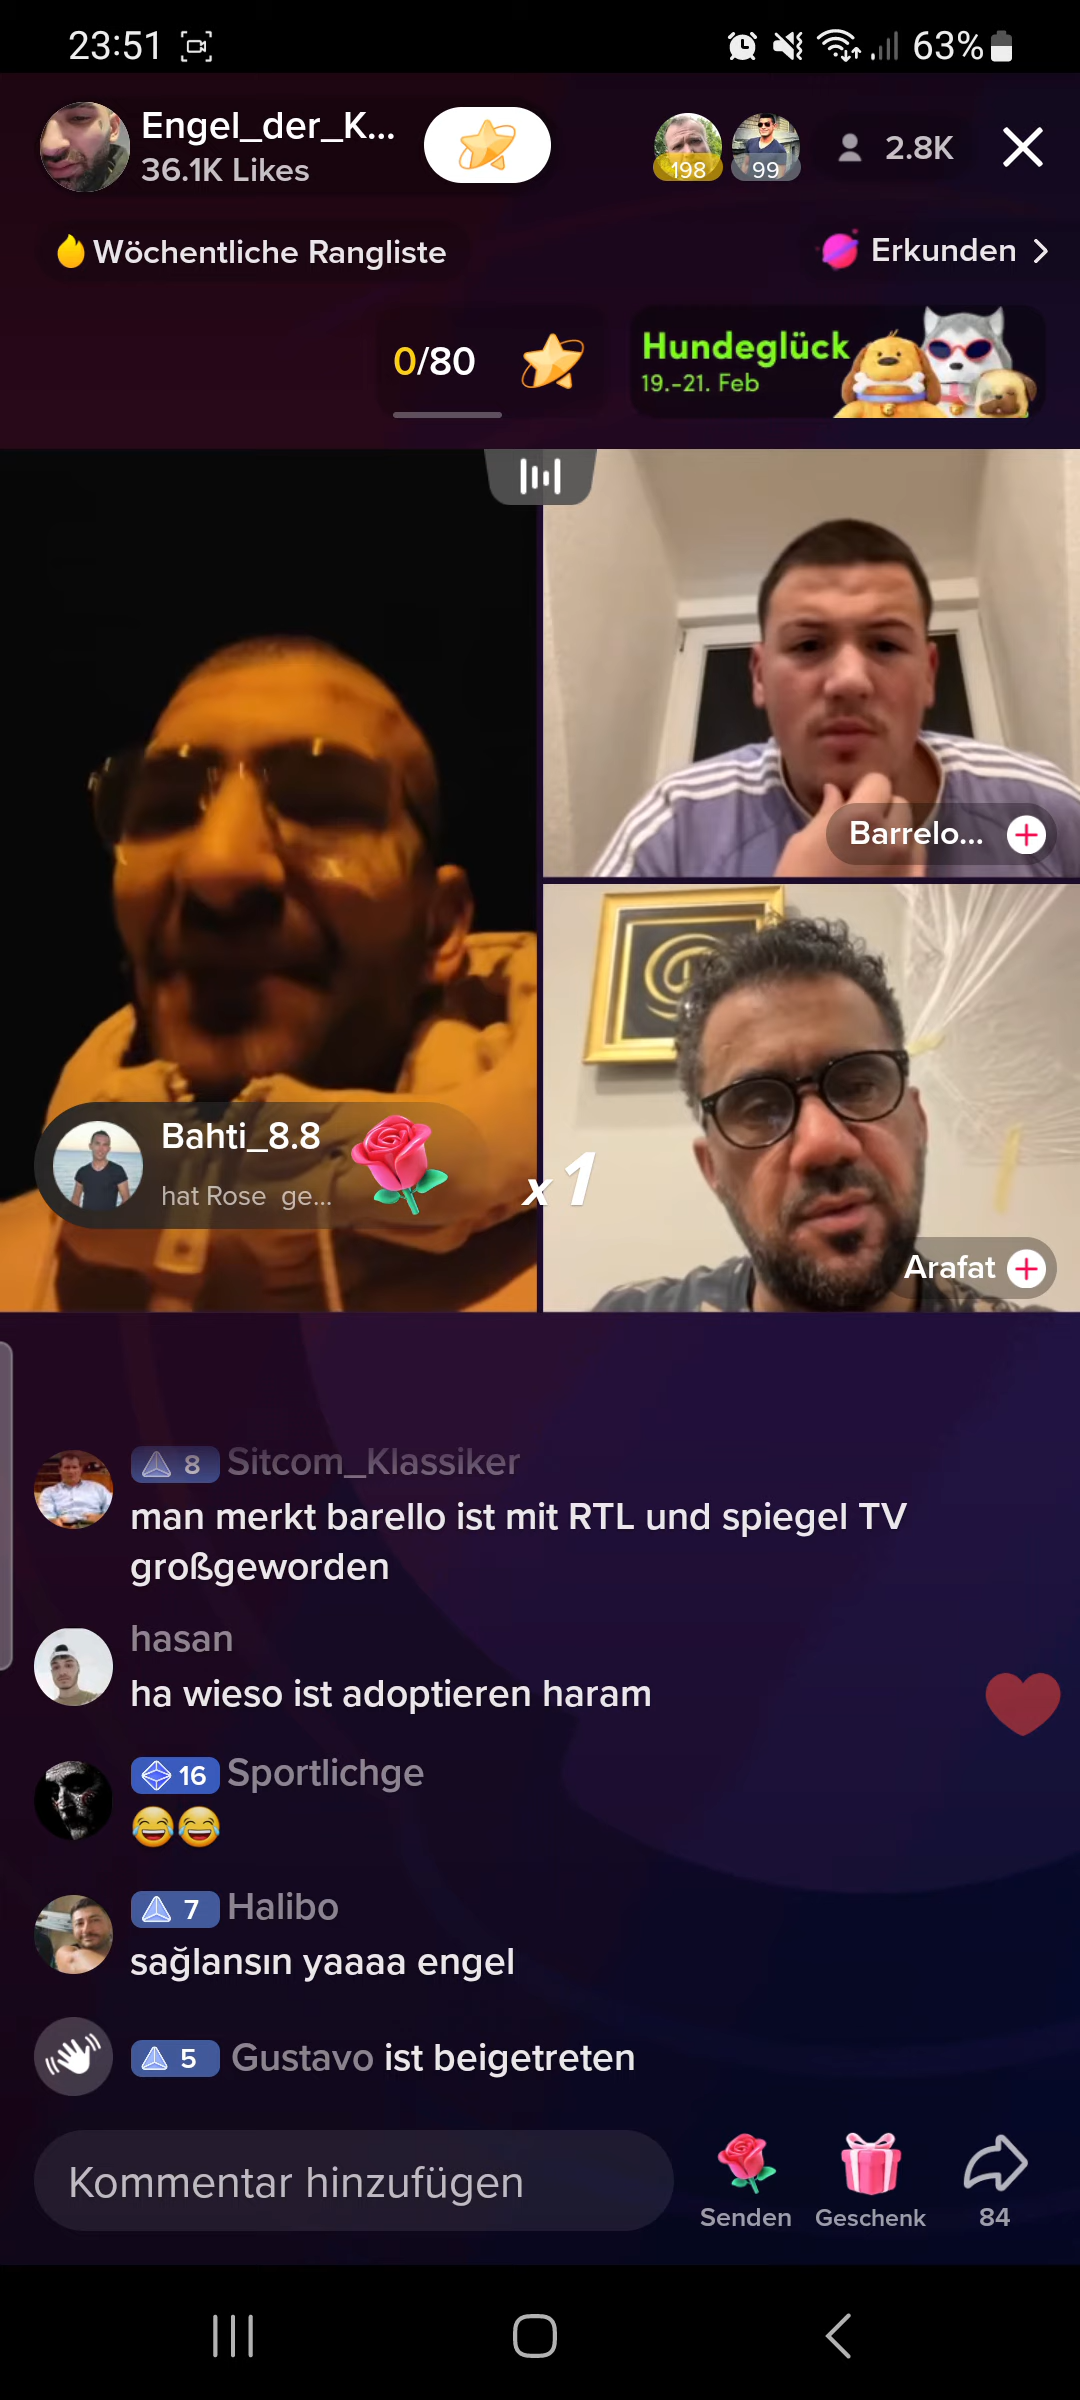 23:51
63%
Engel_der_K...
36.1K Likes
198
99
2.8K
Wöchentliche Rangliste
Erkunden
0/80
Hundeglück
19.-21. Feb
Barrelo...
Bahti_8.8
hat Rose ge...
x1
Arafat
8 Sitcom_Klassiker
man merkt barello ist mit RTL und spiegel TV
großgeworden
hasan
ha wieso ist adoptieren haram
16 Sportlichge
😂😂
7 Halibo
sağlansın yaaaa engel
5 Gustavo ist beigetreten
Kommentar hinzufügen
Senden
Geschenk
84